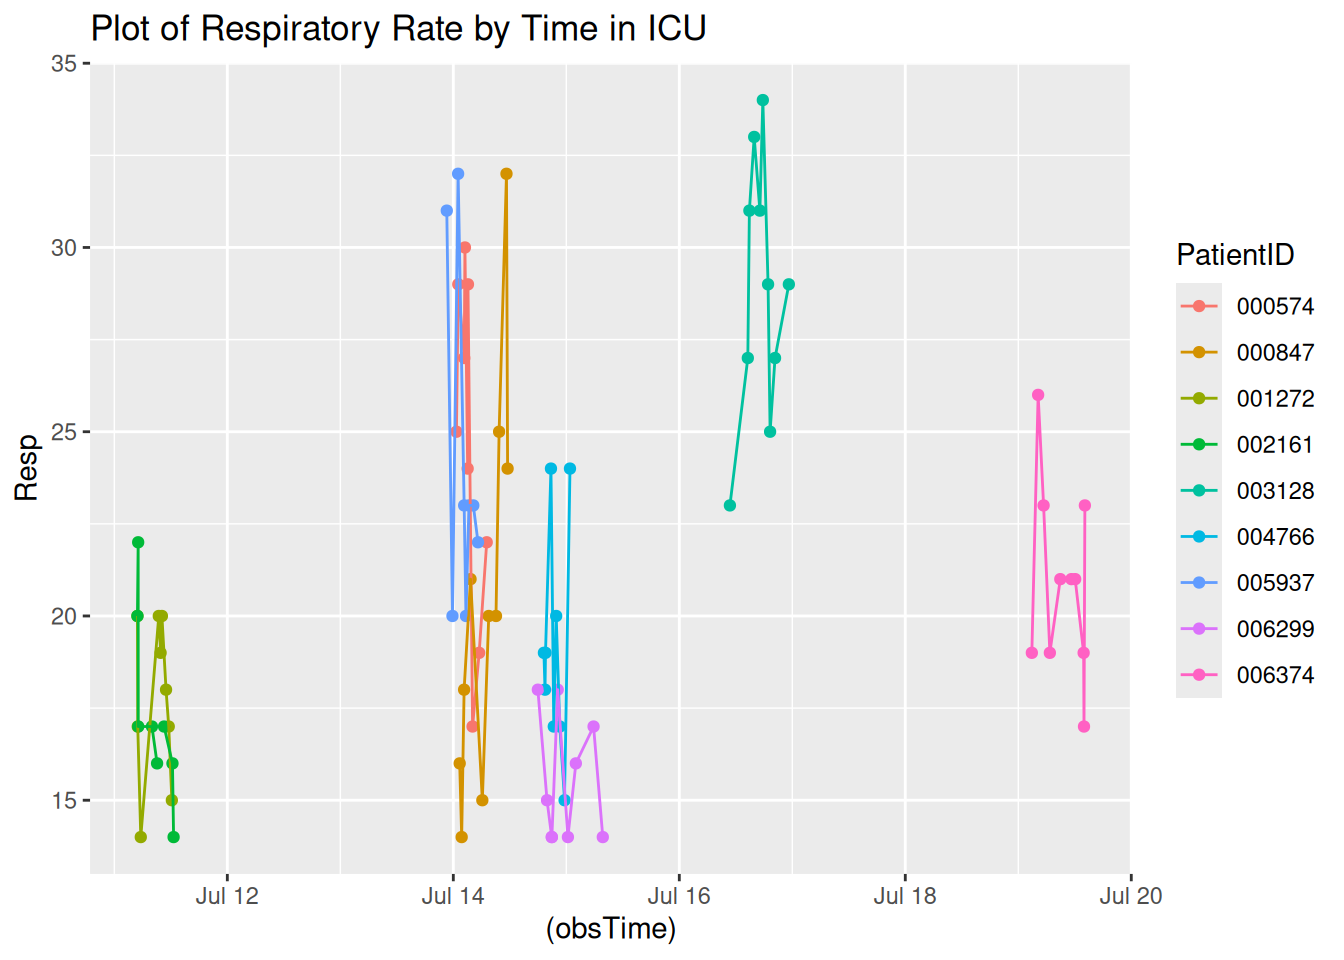 Plot of Respiratory Rate by Time in ICU
35
30
25
20
15
Resp
Jul 12
Jul 14
Jul 16
Jul 18
Jul 20
(obsTime)
PatientID
000574
000847
001272
002161
003128
004766
005937
006299
006374